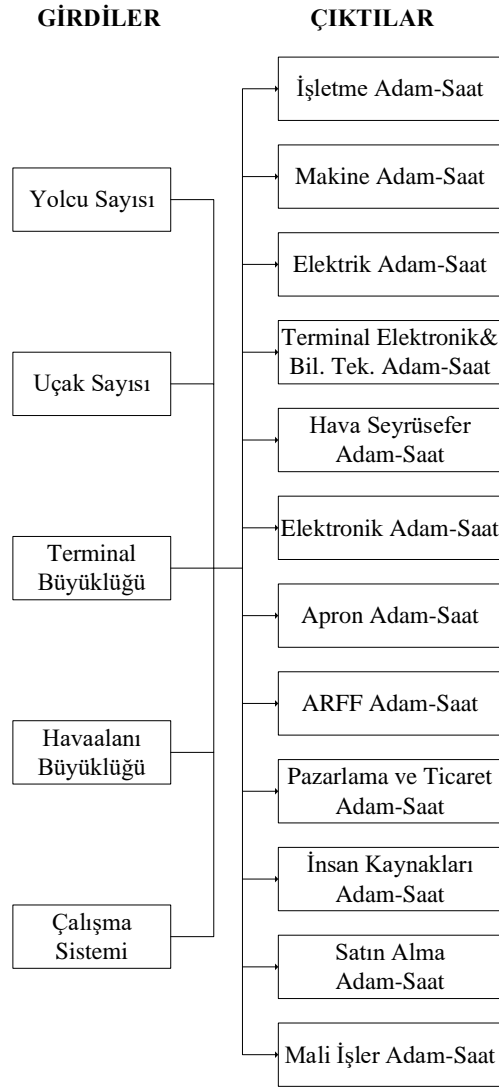 GİRDİLER
ÇIKTILAR
Yolcu Sayısı
Uçak Sayısı
Terminal
Büyüklüğü
Havaalanı
Büyüklüğü
Çalışma
Sistemi
İşletme Adam-Saat
Makine Adam-Saat
Elektrik Adam-Saat
Terminal Elektronik&
Bil. Tek. Adam-Saat
Hava Seyrüsefer
Adam-Saat
Elektronik Adam-Saat
Apron Adam-Saat
ARFF Adam-Saat
Pazarlama ve Ticaret
Adam-Saat
İnsan Kaynakları
Adam-Saat
Satın Alma
Adam-Saat
Mali İşler Adam-Saat